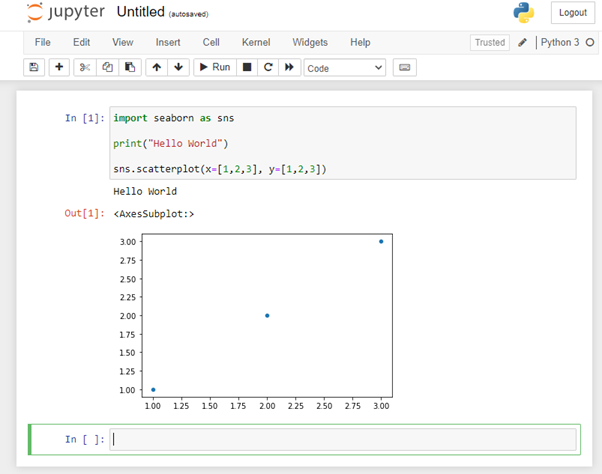 jupyter Untitled (autosaved) Logout
File Edit View Insert Cell Kernel Widgets Help Trusted Python 3
Run Code
In [1]: import seaborn as sns
print("Hello World")
sns.scatterplot(x=[1,2,3], y=[1,2,3])
Hello World
Out[1]: <AxesSubplot:>
3.00
2.75
2.50
2.25
2.00
1.75
1.50
1.25
1.00
1.00 1.25 1.50 1.75 2.00 2.25 2.50 2.75 3.00
In [ ]: